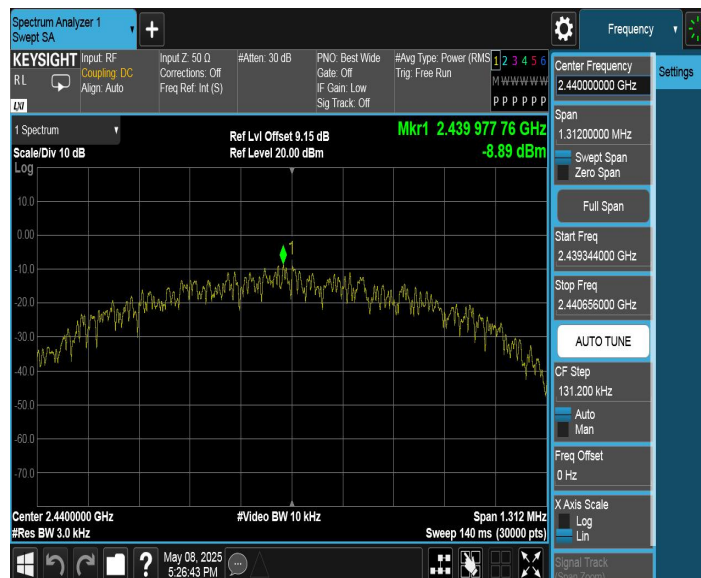 Spectrum Analyzer 1
Swept SA
+
Frequency
KEYSIGHT
RL
LXI
Input: RF
Coupling: DC
Align: Auto
Input Z: 50 Ω
Corrections: Off
Freq Ref: Int (S)
#Atten: 30 dB
PNO: Best Wide
Gate: Off
IF Gain: Low
Sig Track: Off
#Avg Type: Power (RMS
Trig: Free Run
1 2 3 4 5 6
M W W W W W
P P P P P P
Center Frequency
2.440000000 GHz
Settings
Span
1.31200000 MHz
Swept Span
Zero Span
Full Span
Start Freq
2.439344000 GHz
Stop Freq
2.440656000 GHz
AUTO TUNE
CF Step
131.200 kHz
Auto
Man
Freq Offset
0 Hz
X Axis Scale
Log
Lin
Signal Track
(Span Zoom)
1 Spectrum
Scale/Div 10 dB
Log
Ref Lvl Offset 9.15 dB
Ref Level 20.00 dBm
Mkr1 2.439 977 76 GHz
-8.89 dBm
10.0
0.00
-10.0
-20.0
-30.0
-40.0
-50.0
-60.0
-70.0
1
Center 2.4400000 GHz
#Res BW 3.0 kHz
#Video BW 10 kHz
Span 1.312 MHz
Sweep 140 ms (30000 pts)
?
May 08, 2025
5:26:43 PM